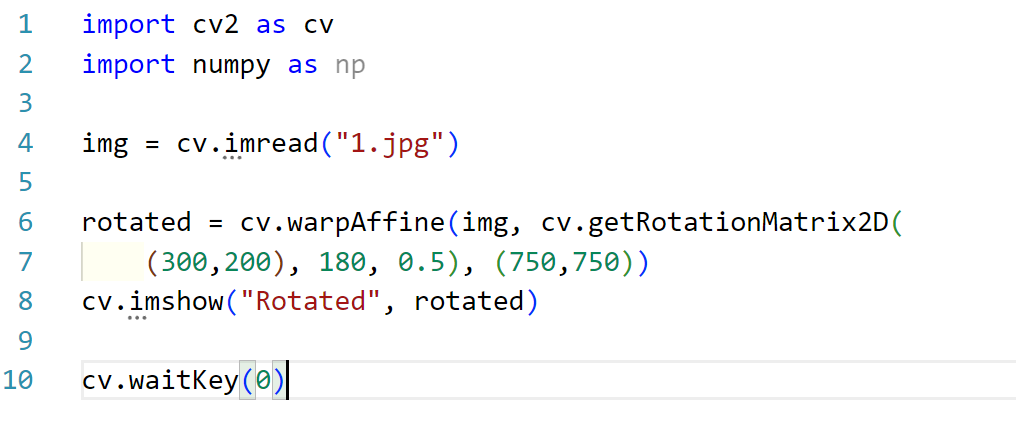 1 import cv2 as cv
2 import numpy as np
3
4 img = cv.imread("1.jpg")
5
6 rotated = cv.warpAffine(img, cv.getRotationMatrix2D(
7     (300,200), 180, 0.5), (750,750))
8 cv.imshow("Rotated", rotated)
9
10 cv.waitKey(0)